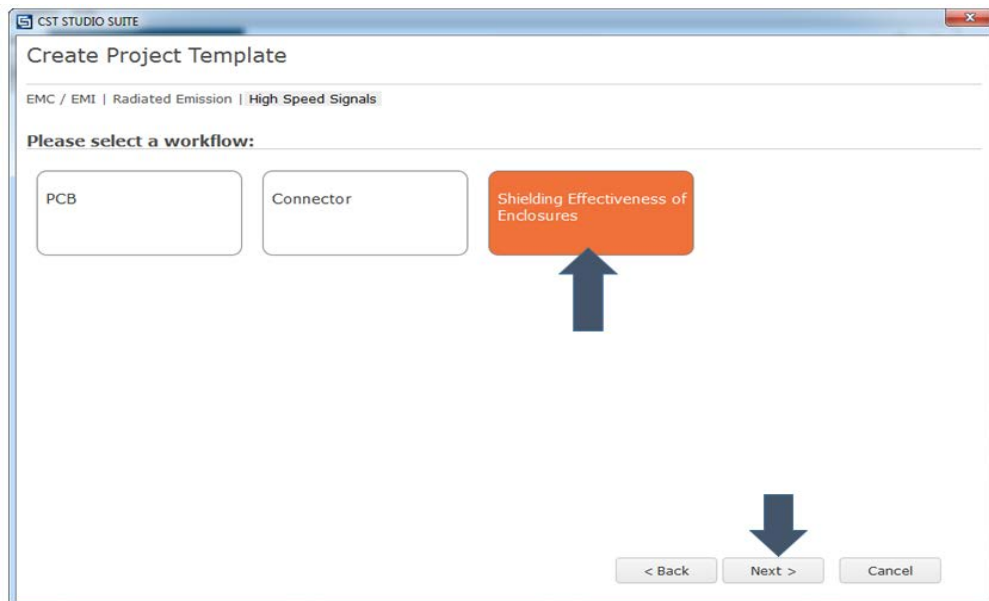 CST STUDIO SUITE
Create Project Template
EMC / EMI | Radiated Emission | High Speed Signals
Please select a workflow:
PCB
Connector
Shielding Effectiveness of
Enclosures
< Back
Next >
Cancel